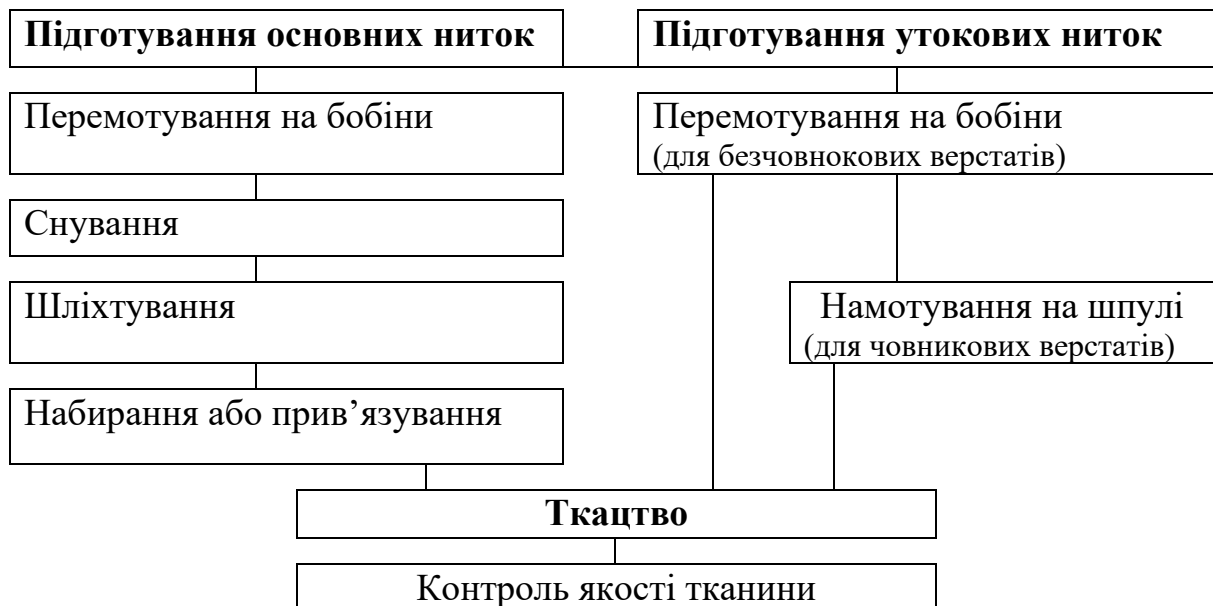 Підготування основних ниток
Підготування утокових ниток
Перемотування на бобіни
Перемотування на бобіни
(для безчовнокових верстатів)
Снування
Шліхтування
Намотування на шпулі
(для човникових верстатів)
Набирання або прив’язування
Ткацтво
Контроль якості тканини